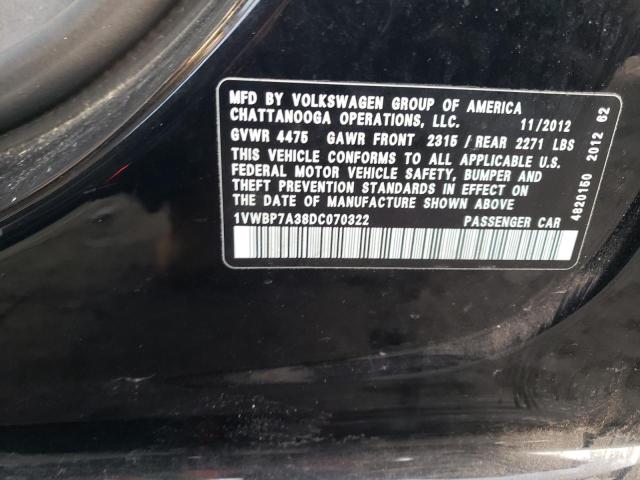 MFD BY VOLKSWAGEN GROUP OF AMERICA
CHATTANOOGA OPERATIONS, LLC. 11/2012
GVWR 4475 GAWR FRONT 2315 / REAR 2271 LBS
THIS VEHICLE CONFORMS TO ALL APPLICABLE U.S.
FEDERAL MOTOR VEHICLE SAFETY, BUMPER AND
THEFT PREVENTION STANDARDS IN EFFECT ON
THE DATE OF MANUFACTURE SHOWN ABOVE
1VWBP7A38DC070322 PASSENGER CAR
4820160 2012 62